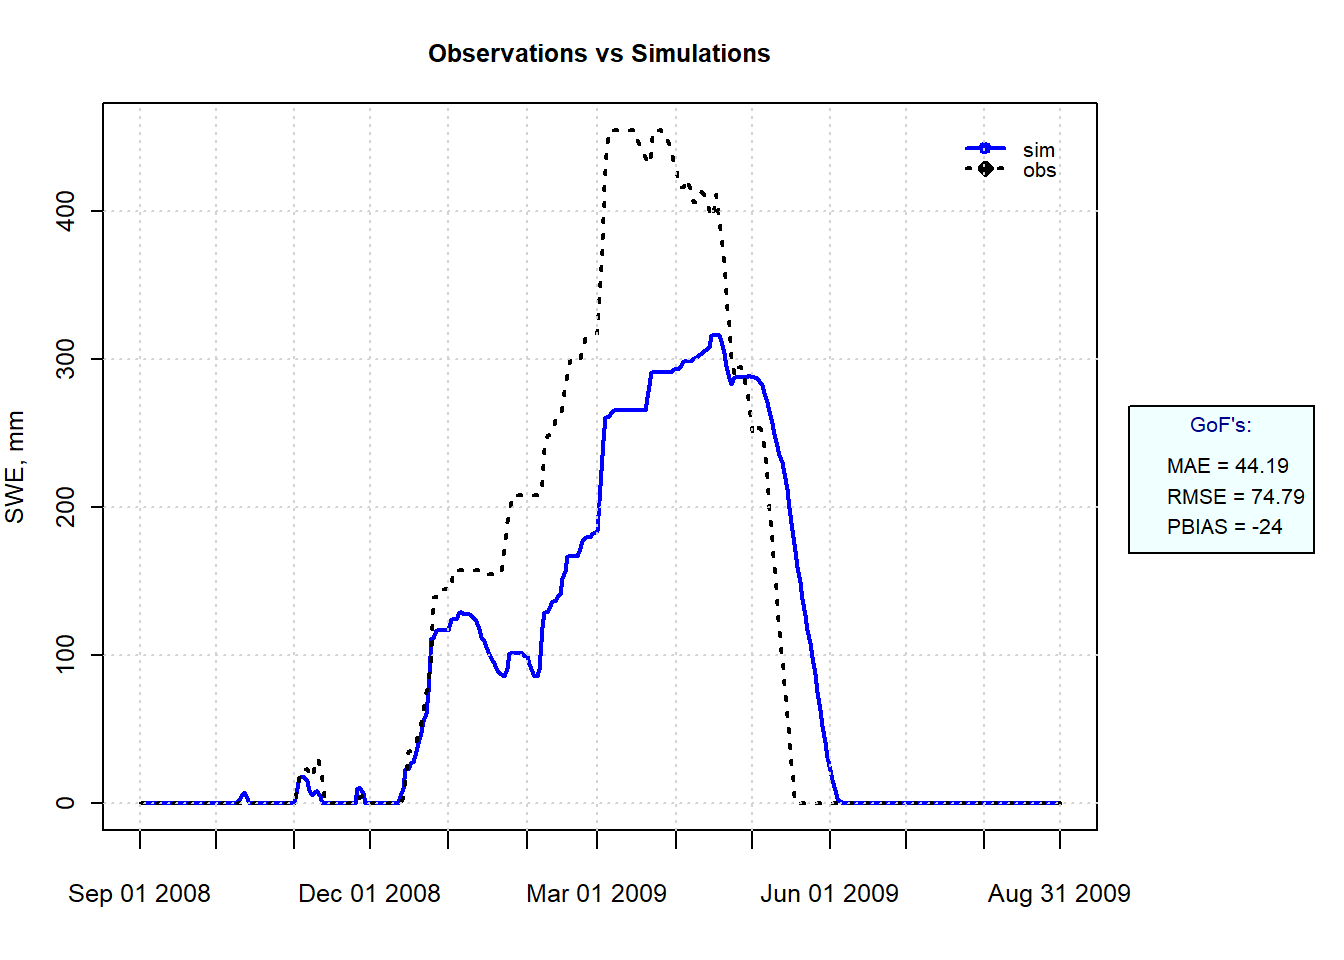 Observations vs Simulations
sim
obs
SWE, mm
400
300
200
100
0
Sep 01 2008
Dec 01 2008
Mar 01 2009
Jun 01 2009
Aug 31 2009
GoF's:
MAE = 44.19
RMSE = 74.79
PBIAS = -24